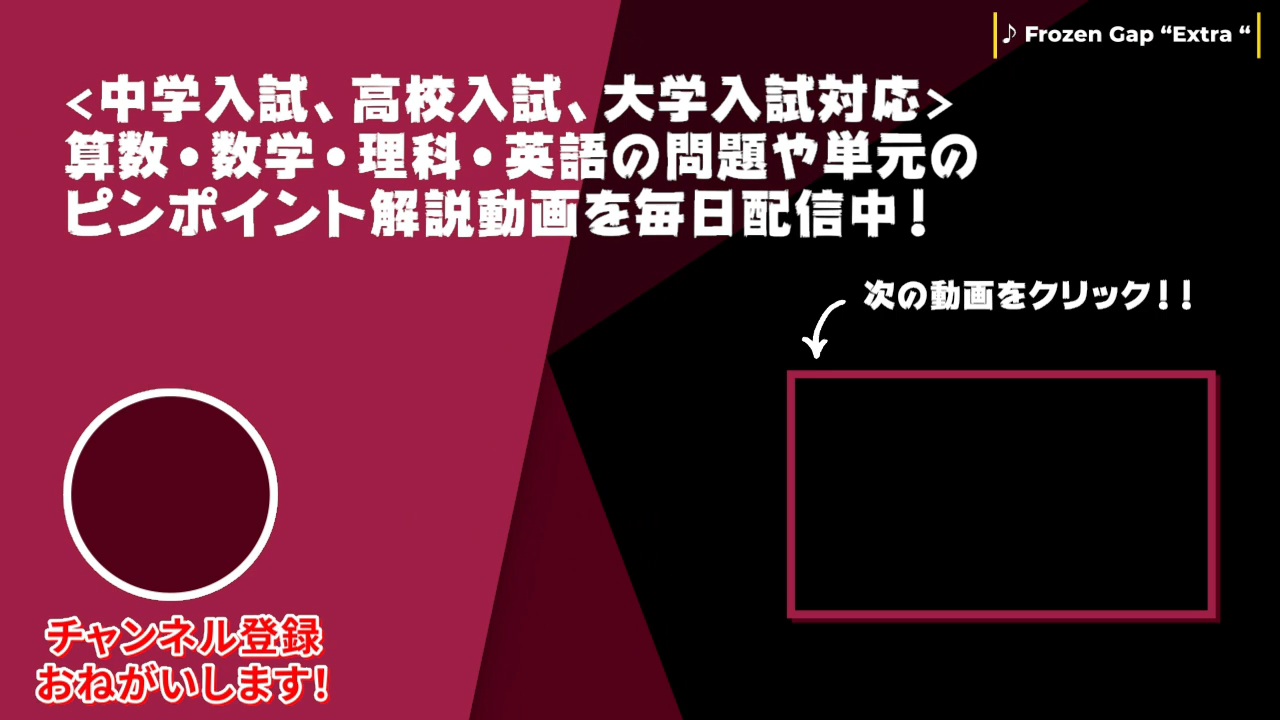 ♪ Frozen Gap “Extra “
<中学入試、高校入試、大学入試対応>
算数・数学・理科・英語の問題や単元の
ピンポイント解説動画を毎日配信中！
次の動画をクリック！！
チャンネル登録
おねがいします！